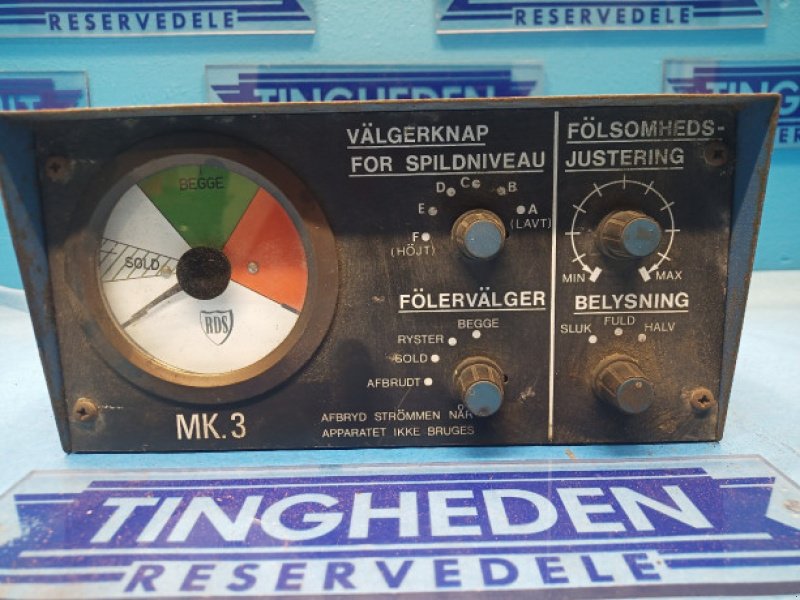 TINGHEDEN
RESERVEDELE
RESERVEDELE
TINGHEDEN
VÄLGERKNAP
FOR SPILDNIVEAU
D C B
E A
F (LAVT)
(HÖJT)
FÖLSOMHEDS-
JUSTERING
MIN MAX
BEGGE
SOLD
RDS
FÖLERVÄLGER
BEGGE
RYSTER
SOLD
AFBRUDT
BELYSNING
FULD
SLUK HALV
MK.3
AFBRYD STRÖMMEN NÅR
APPARATET IKKE BRUGES
TINGHEDEN
RESERVEDELE